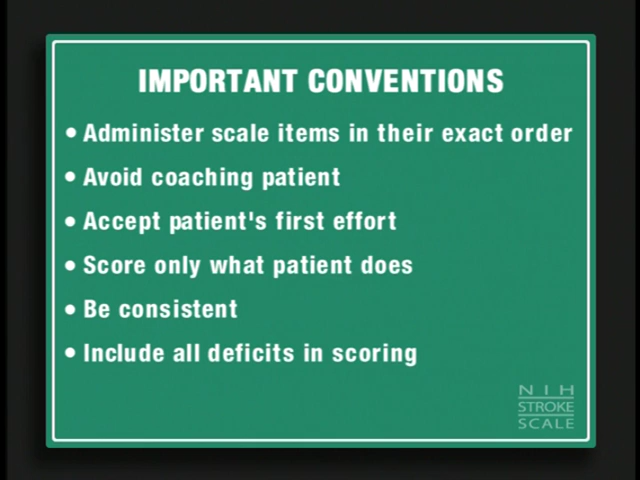 IMPORTANT CONVENTIONS
• Administer scale items in their exact order
• Avoid coaching patient
• Accept patient's first effort
• Score only what patient does
• Be consistent
• Include all deficits in scoring
NIH
STROKE
SCALE